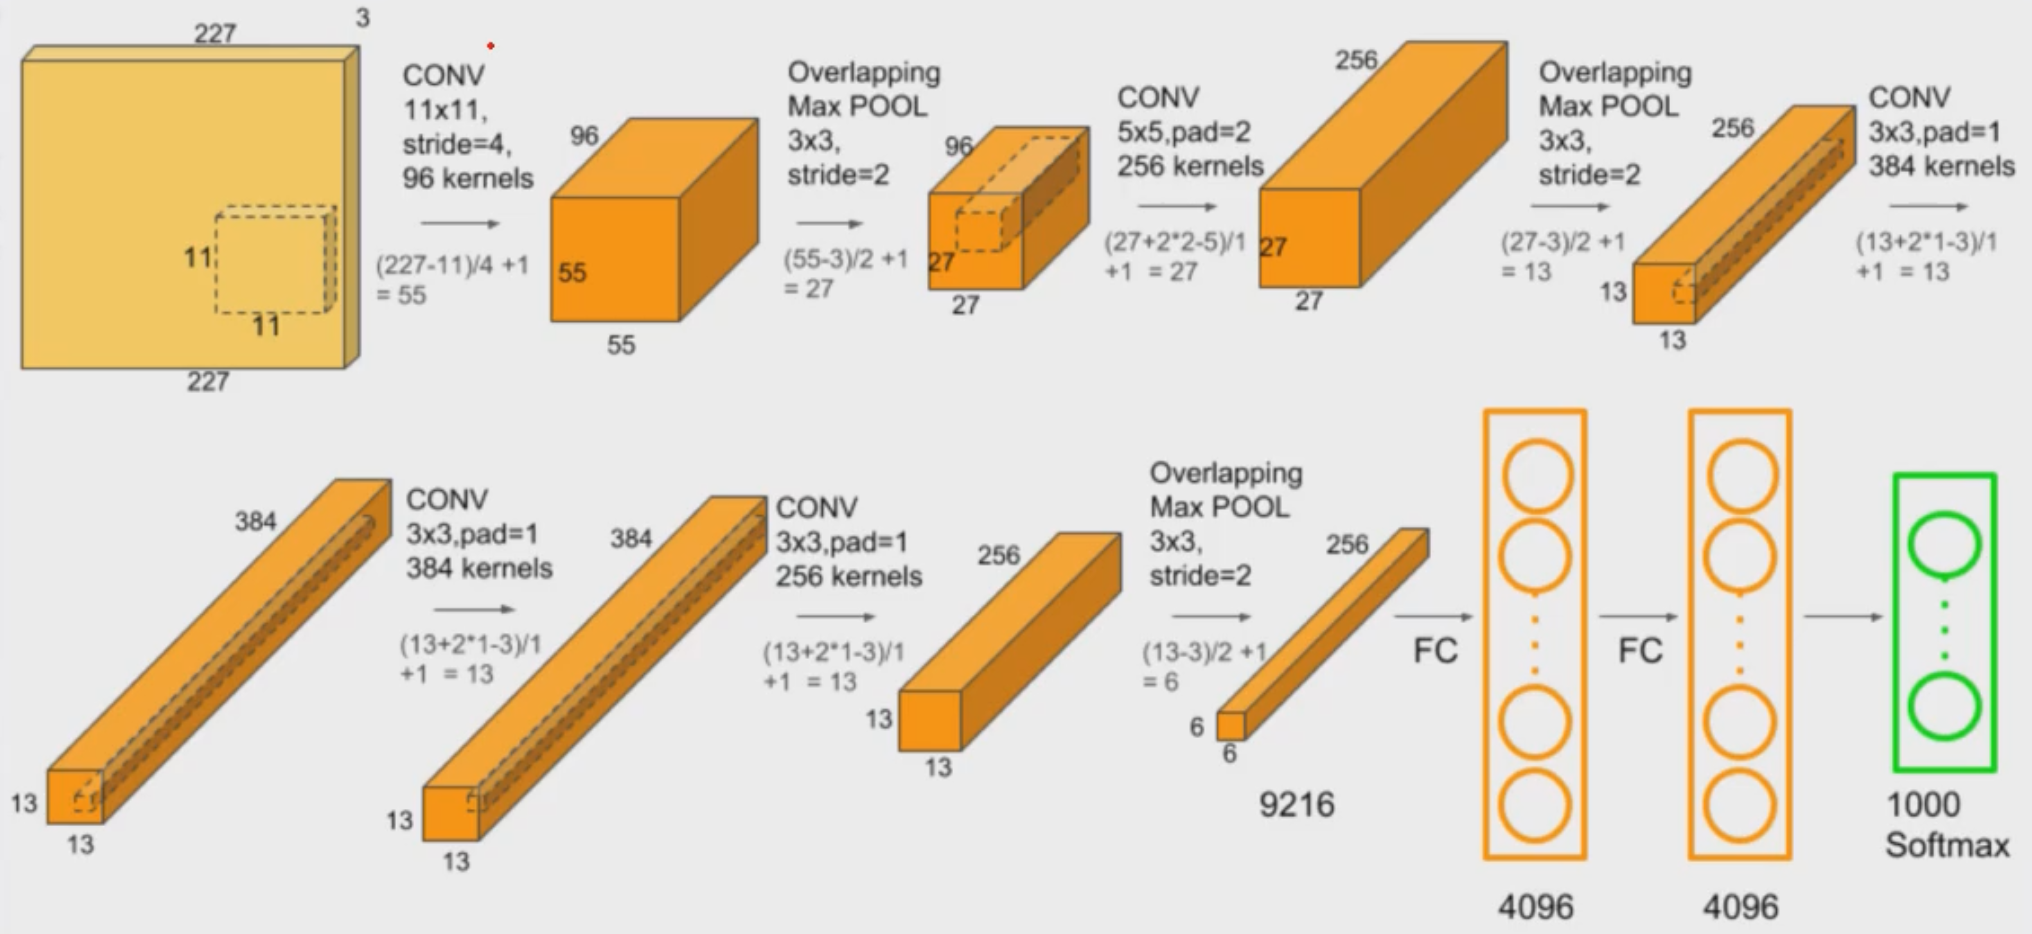 227
3
11
11
227
CONV
11x11,
stride=4,
96 kernels
(227-11)/4 +1
= 55
96
55
55
Overlapping
Max POOL
3x3,
stride=2
(55-3)/2 +1
= 27
96
27
27
CONV
5x5,pad=2
256 kernels
(27+2*2-5)/1
+1 = 27
256
27
27
Overlapping
Max POOL
3x3,
stride=2
(27-3)/2 +1
= 13
256
13
13
CONV
3x3,pad=1
384 kernels
(13+2*1-3)/1
+1 = 13
384
13
13
CONV
3x3,pad=1
384 kernels
(13+2*1-3)/1
+1 = 13
384
13
13
CONV
3x3,pad=1
256 kernels
(13+2*1-3)/1
+1 = 13
256
13
13
Overlapping
Max POOL
3x3,
stride=2
(13-3)/2 +1
= 6
256
6
6
9216
FC
4096
FC
4096
1000
Softmax